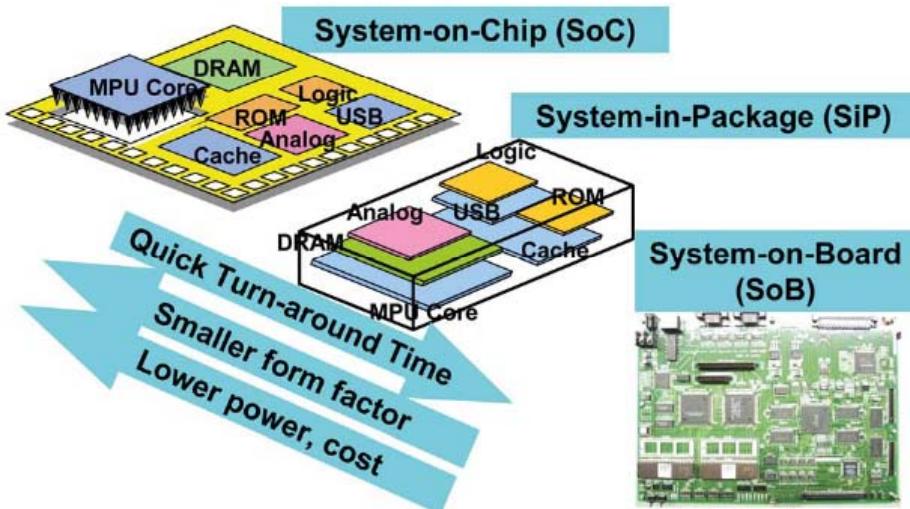 System-on-Chip (SoC)
DRAM
MPU Core
Logic
USB
ROM
Analog
Cache
System-in-Package (SiP)
Logic
ROM
Analog
USB
DRAM
Cache
MPU Core
System-on-Board
(SoB)
Quick Turn-around Time
Smaller form factor
Lower power, cost